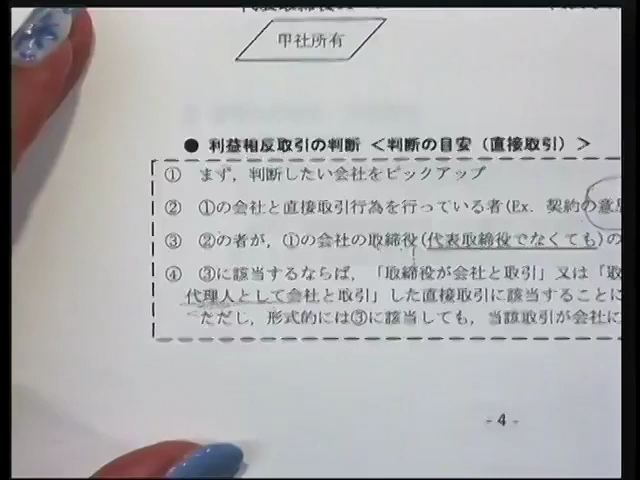 甲社所有
● 利益相反取引の判断 <判断の目安（直接取引）>
① まず，判断したい会社をピックアップ
② ①の会社と直接取引行為を行っている者(Ex. 契約の意思
③ ②の者が，①の会社の取締役(代表取締役でなくても)の
④ ③に該当するならば，「取締役が会社と取引」又は「取
代理人として会社と取引」した直接取引に該当することに
ただし，形式的には③に該当しても，当該取引が会社に
- 4 -